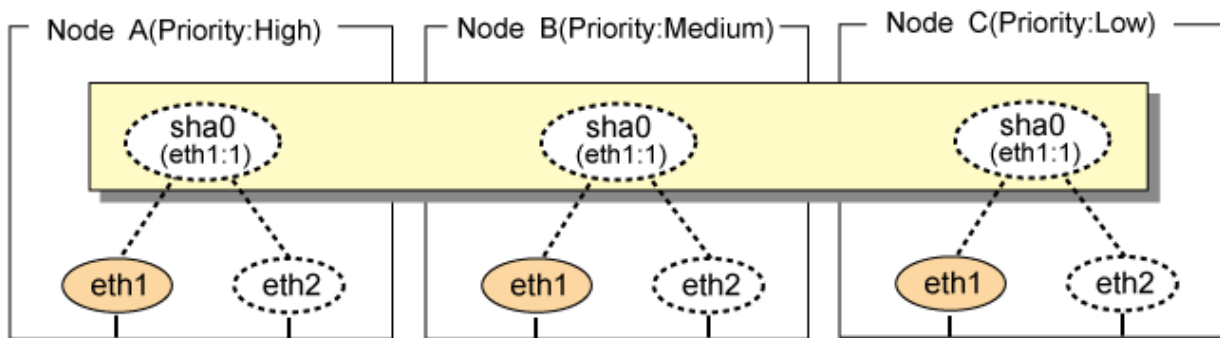 Node A(Priority:High)
Node B(Priority:Medium)
Node C(Priority:Low)
sha0
(eth1:1)
sha0
(eth1:1)
sha0
(eth1:1)
eth1
eth2
eth1
eth2
eth1
eth2